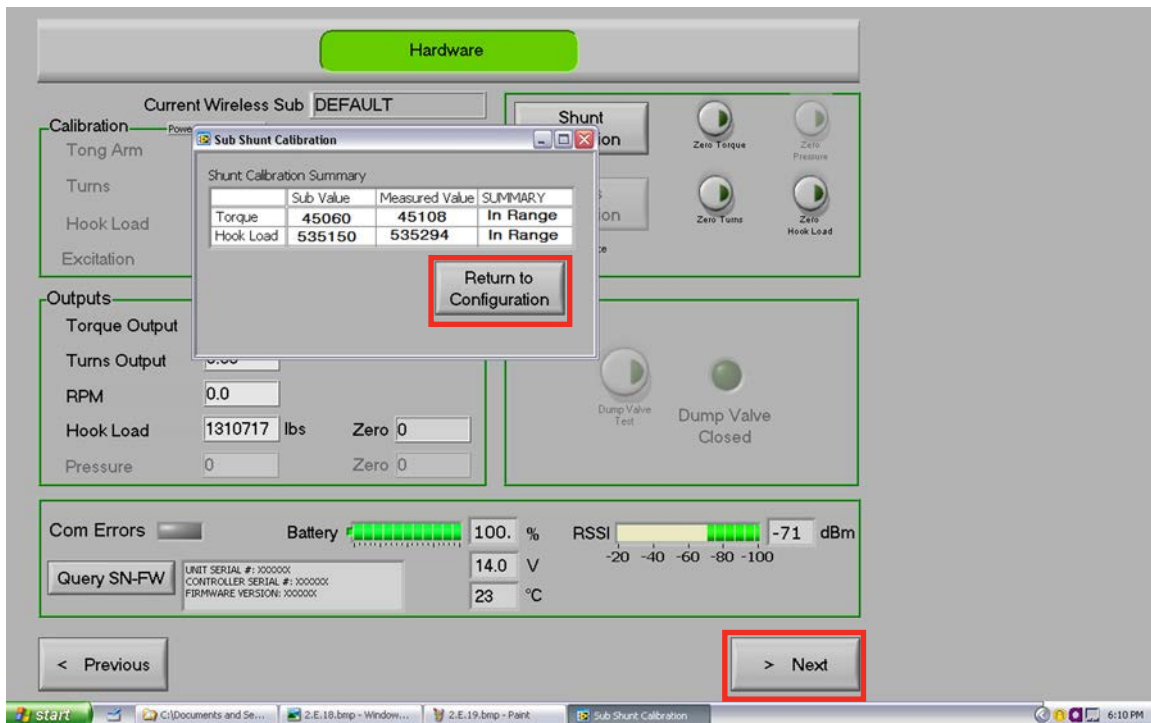 Hardware
Current Wireless Sub DEFAULT
Calibration
Tong Arm
Turns
Hook Load
Excitation
Sub Shunt Calibration
Shunt Calibration Summary
Sub Value Measured Value SUMMARY
Torque 45060 45108 In Range
Hook Load 535150 535294 In Range
Return to
Configuration
Shunt
Zero Torque
Zero
Pressure
Zero Turns
Zero
Hook Load
Outputs
Torque Output
Turns Output
RPM 0.0
Hook Load 1310717 lbs Zero 0
Pressure 0 Zero 0
Dump Valve
Test
Dump Valve
Closed
Com Errors
Battery 100. %
14.0 V
23 °C
RSSI -71 dBm
-20 -40 -60 -80 -100
Query SN-FW
UNIT SERIAL #: XXXXXX
CONTROLLER SERIAL #: XXXXXX
FIRMWARE VERSION: XXXXXX
< Previous
> Next
start
C:\Documents and Se...
2.E.18.bmp - Window...
2.E.19.bmp - Paint
Sub Shunt Calibration
6:10 PM